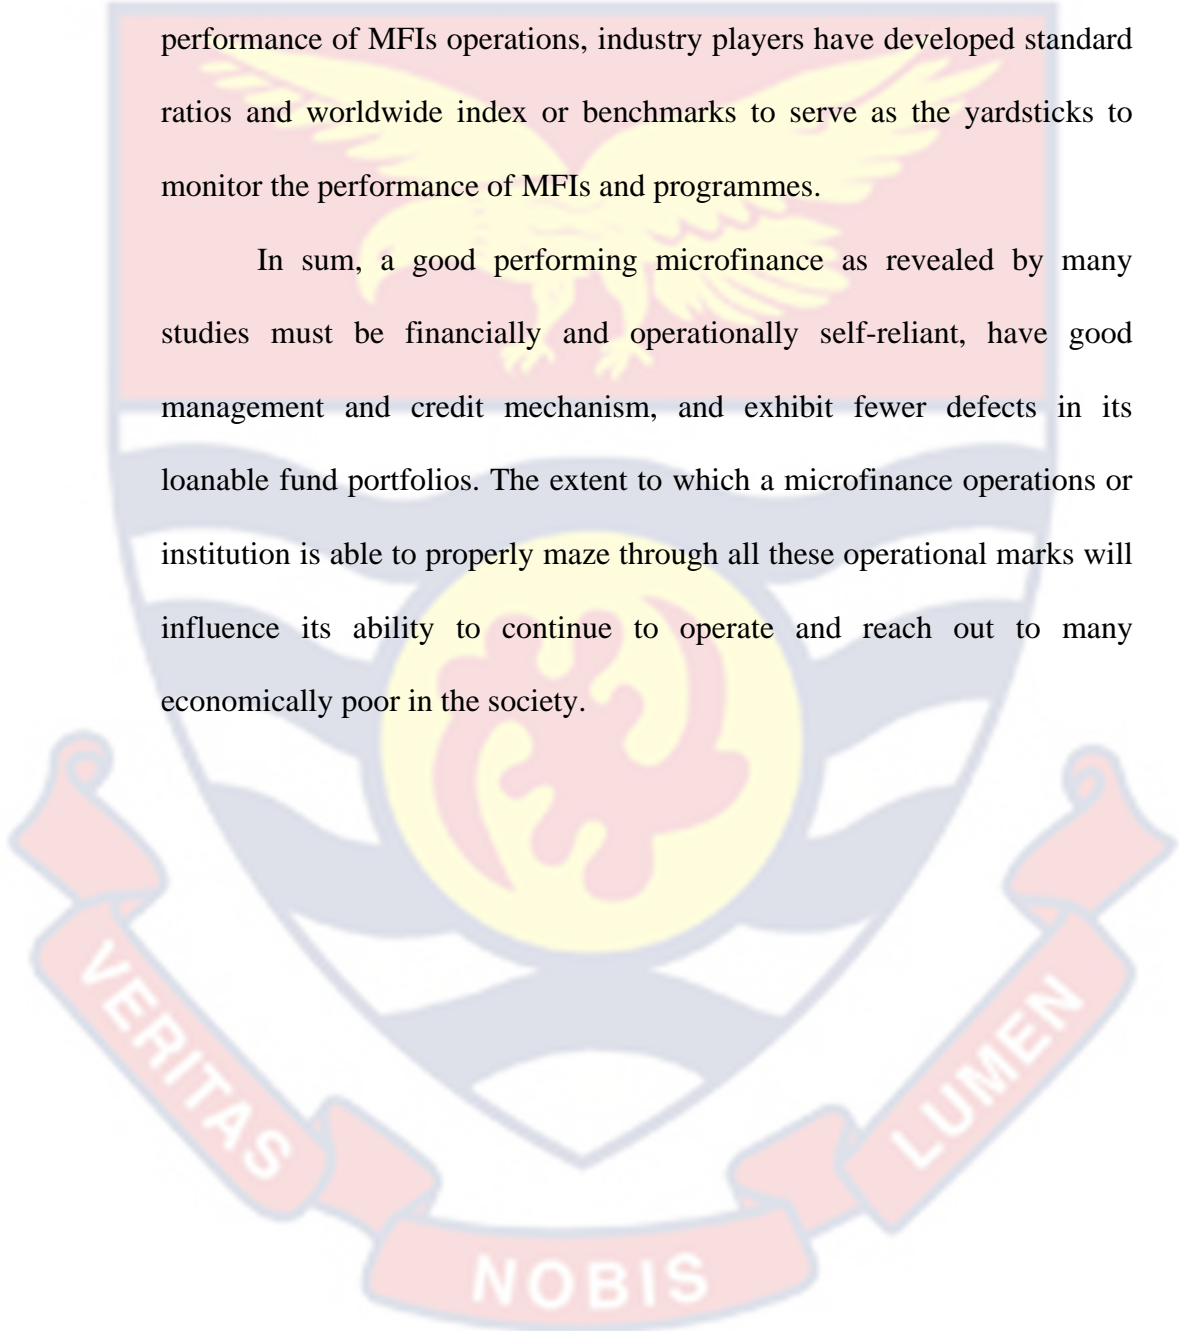 performance of MFIs operations, industry players have developed standard
ratios and worldwide index or benchmarks to serve as the yardsticks to
monitor the performance of MFIs and programmes.
In sum, a good performing microfinance as revealed by many
studies must be financially and operationally self-reliant, have good
management and credit mechanism, and exhibit fewer defects in its
loanable fund portfolios. The extent to which a microfinance operations or
institution is able to properly maze through all these operational marks will
influence its ability to continue to operate and reach out to many
economically poor in the society.
VERITAS
NOBIS
LUMEN